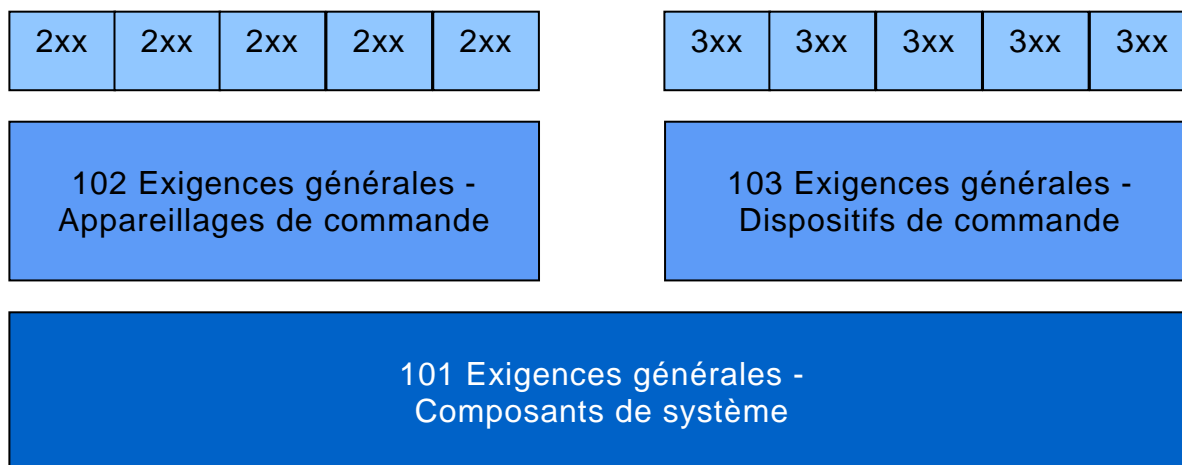 2xx 2xx 2xx 2xx 2xx 3xx 3xx 3xx 3xx 3xx
102 Exigences générales -
Appareillages de commande
103 Exigences générales -
Dispositifs de commande
101 Exigences générales -
Composants de système